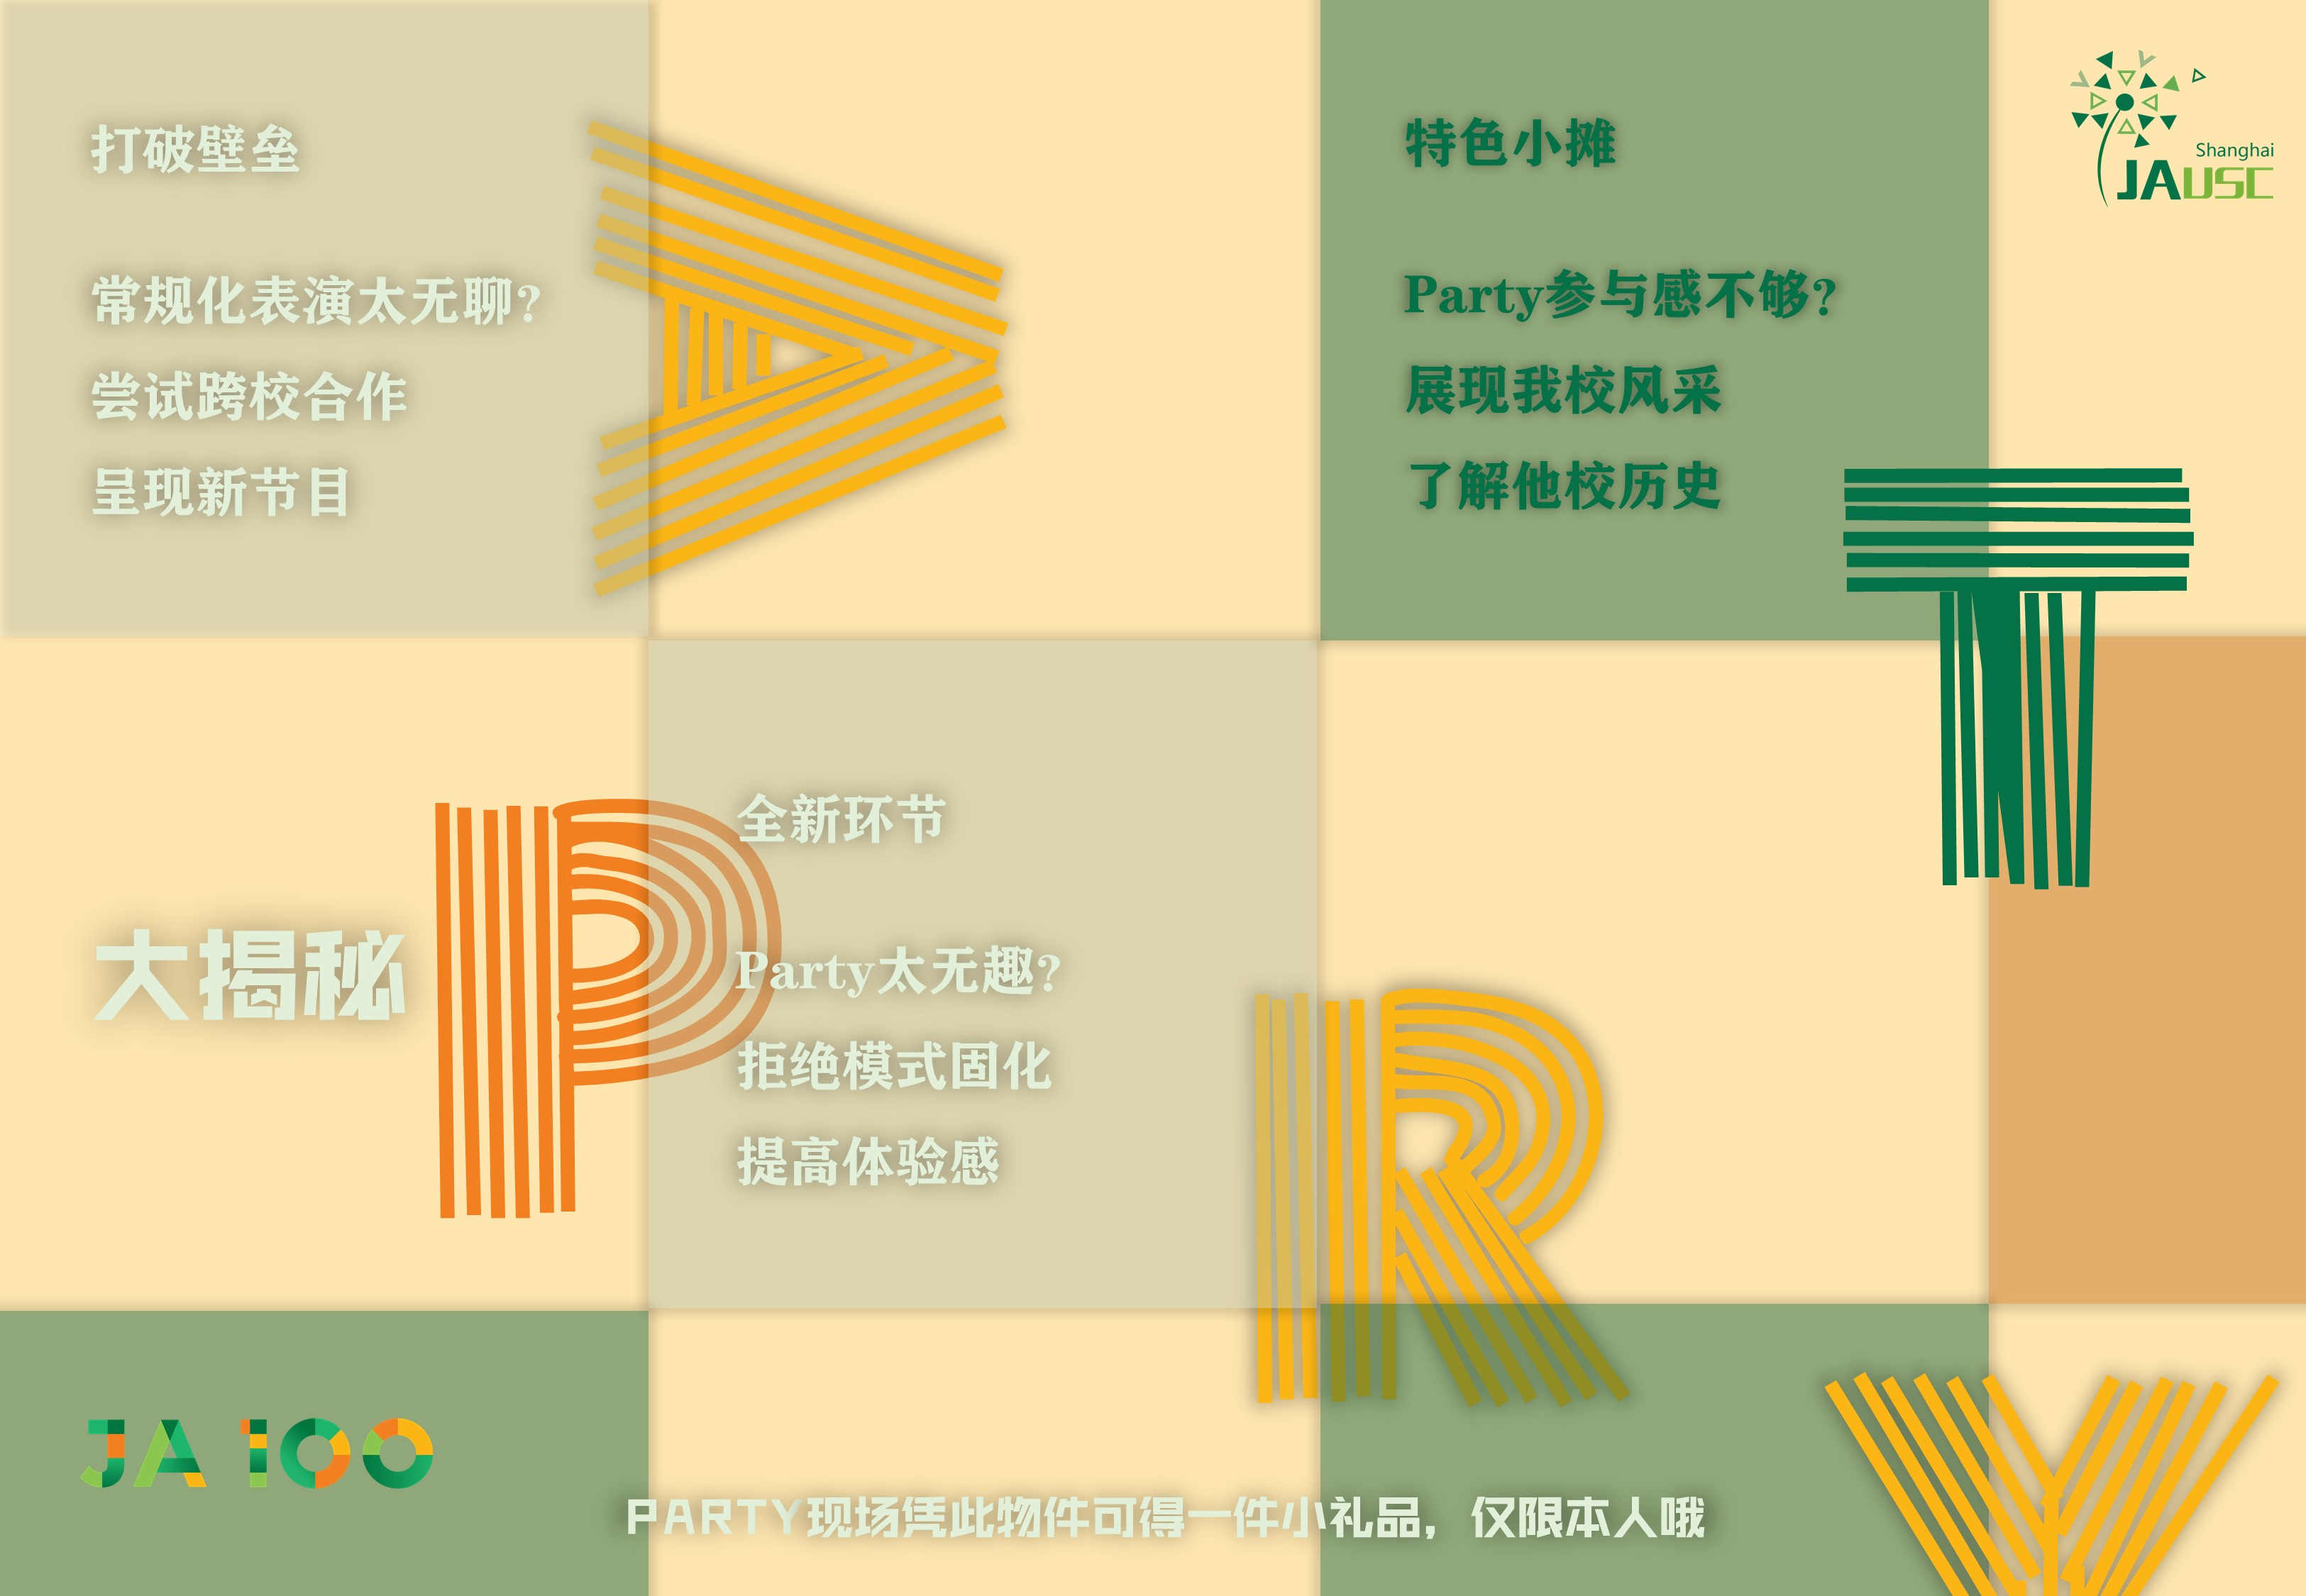 打破壁垒
常规化表演太无聊?
尝试跨校合作
呈现新节目
A
特色小摊
Party参与感不够?
展现我校风采
了解他校历史
Shanghai
JAUSC
T
大揭秘
P
全新环节
Party太无趣?
拒绝模式固化
提高体验感
R
Y
JA 100
PARTY现场凭此物件可得一件小礼品，仅限本人哦